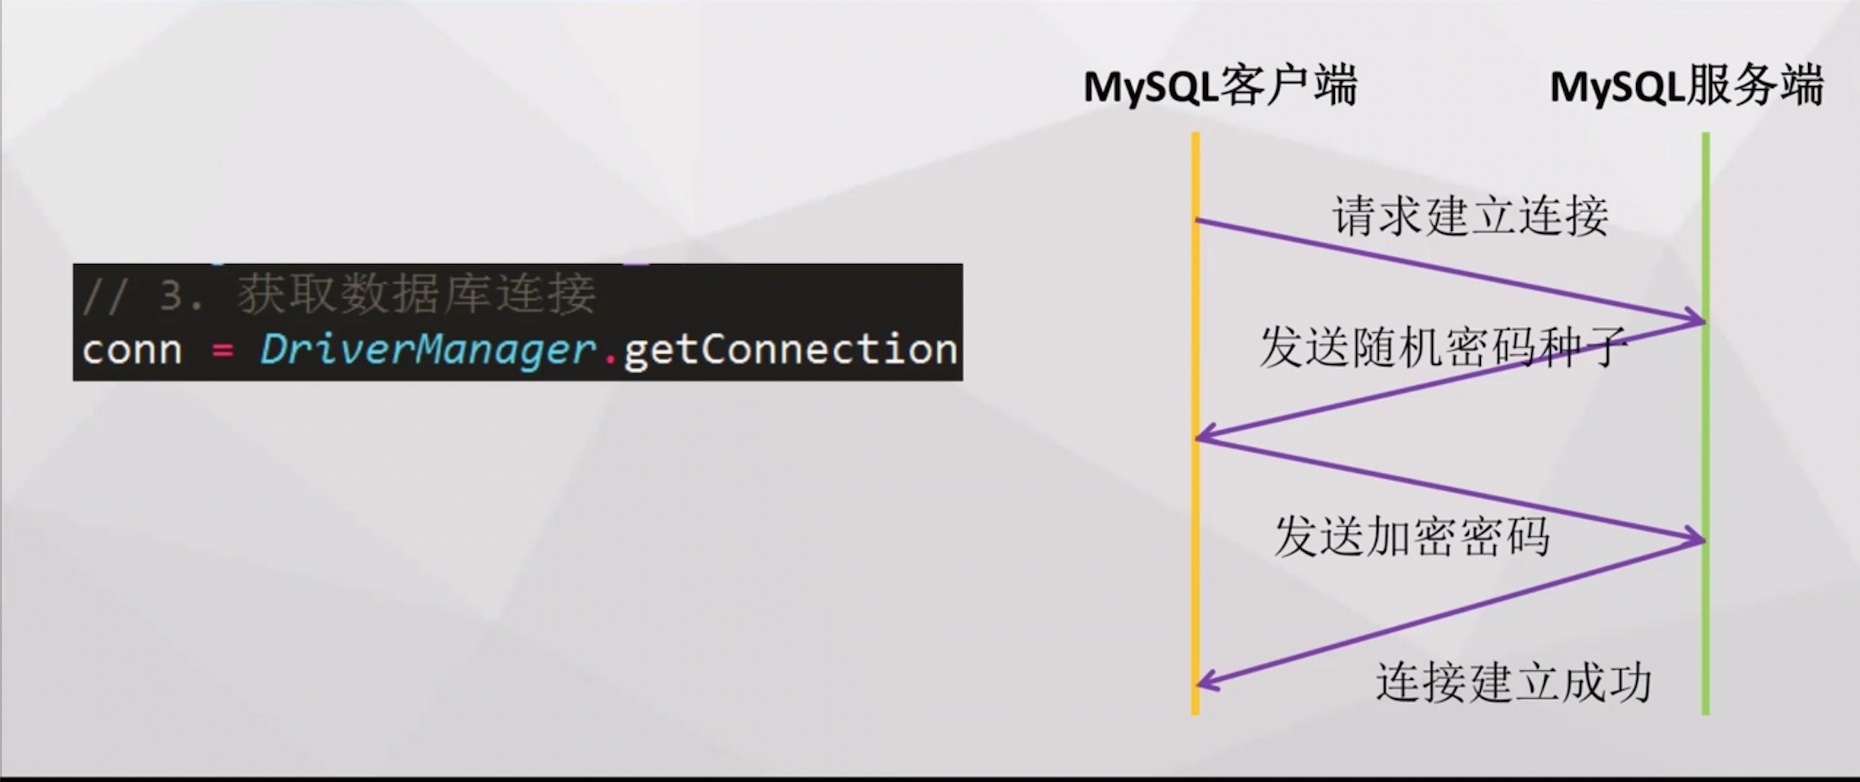 // 3. 获取数据库连接
conn = DriverManager.getConnection
MySQL客户端
MySQL服务端
请求建立连接
发送随机密码种子
发送加密密码
连接建立成功